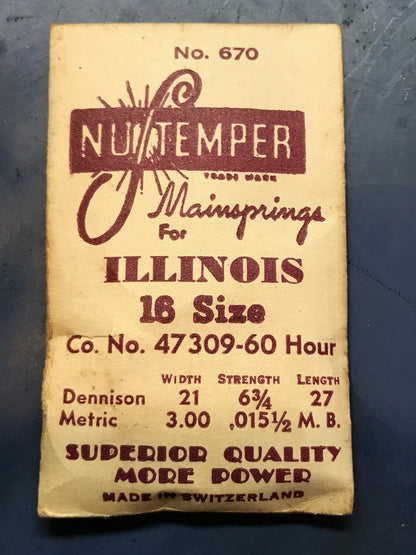 No. 670
NU TEMPER
TRADE MARK
Mainsprings
For
ILLINOIS
16 Size
Co. No. 47309-60 Hour
WIDTH STRENGTH LENGTH
Dennison 21 6¾ 27
Metric 3.00 .015½ M. B.
SUPERIOR QUALITY
MORE POWER
MADE IN SWITZERLAND